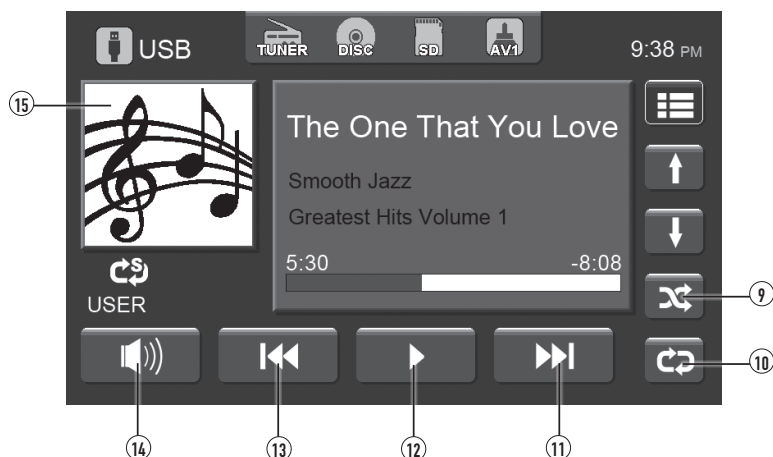 USB
TUNER
DISC
SD
AV1
9:38 PM
15
The One That You Love
Smooth Jazz
Greatest Hits Volume 1
5:30
-8:08
S
USER
9
10
14
13
12
11